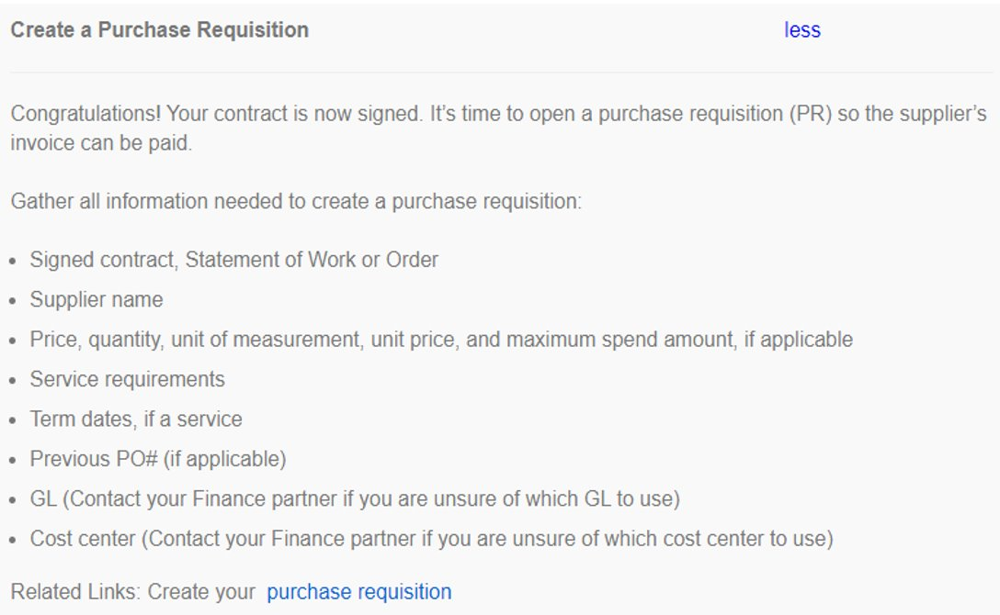 Create a Purchase Requisition
less
Congratulations! Your contract is now signed. It’s time to open a purchase requisition (PR) so the supplier’s
invoice can be paid.
Gather all information needed to create a purchase requisition:
• Signed contract, Statement of Work or Order
• Supplier name
• Price, quantity, unit of measurement, unit price, and maximum spend amount, if applicable
• Service requirements
• Term dates, if a service
• Previous PO# (if applicable)
• GL (Contact your Finance partner if you are unsure of which GL to use)
• Cost center (Contact your Finance partner if you are unsure of which cost center to use)
Related Links: Create your purchase requisition